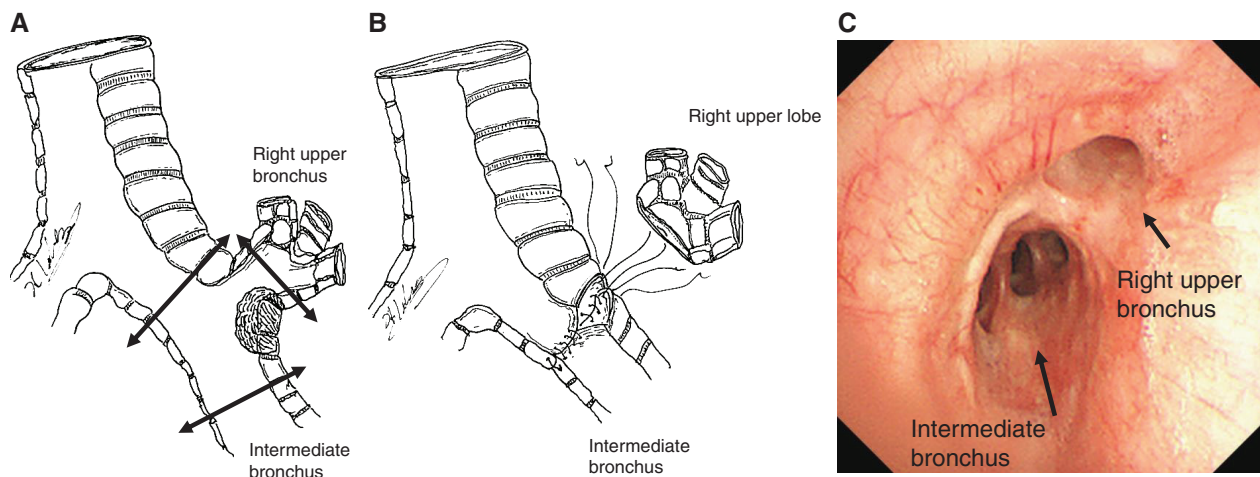 A
Right upper
bronchus
Intermediate
bronchus
B
Right upper lobe
Intermediate
bronchus
C
Right upper
bronchus
Intermediate
bronchus